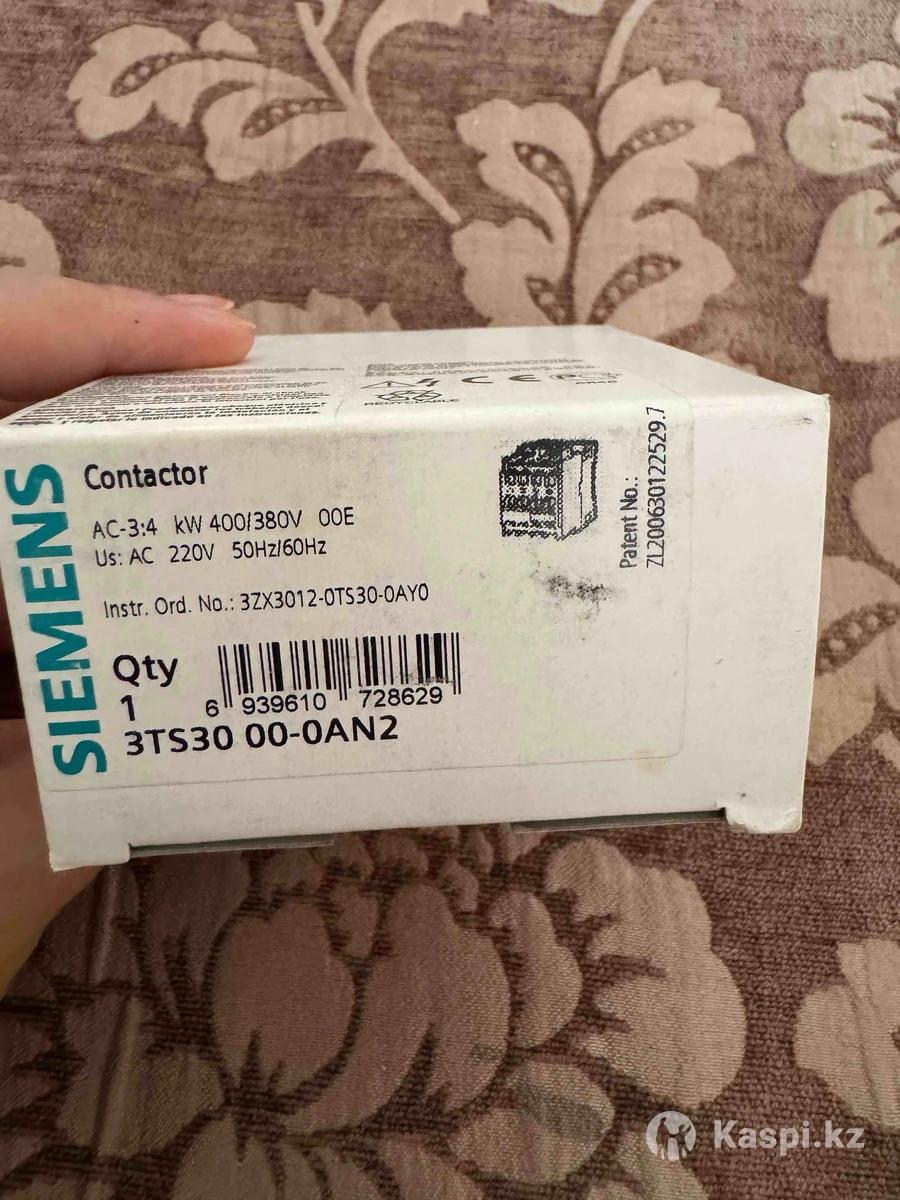 RECYCLABLE
SIEMENS
Contactor
AC-3:4 kW 400/380V 00E
Us: AC 220V 50Hz/60Hz
Instr. Ord. No.: 3ZX3012-0TS30-0AY0
Qty
1
6 939610 728629
3TS30 00-0AN2
Patent No.:
ZL200630122529.7
Kaspi.kz